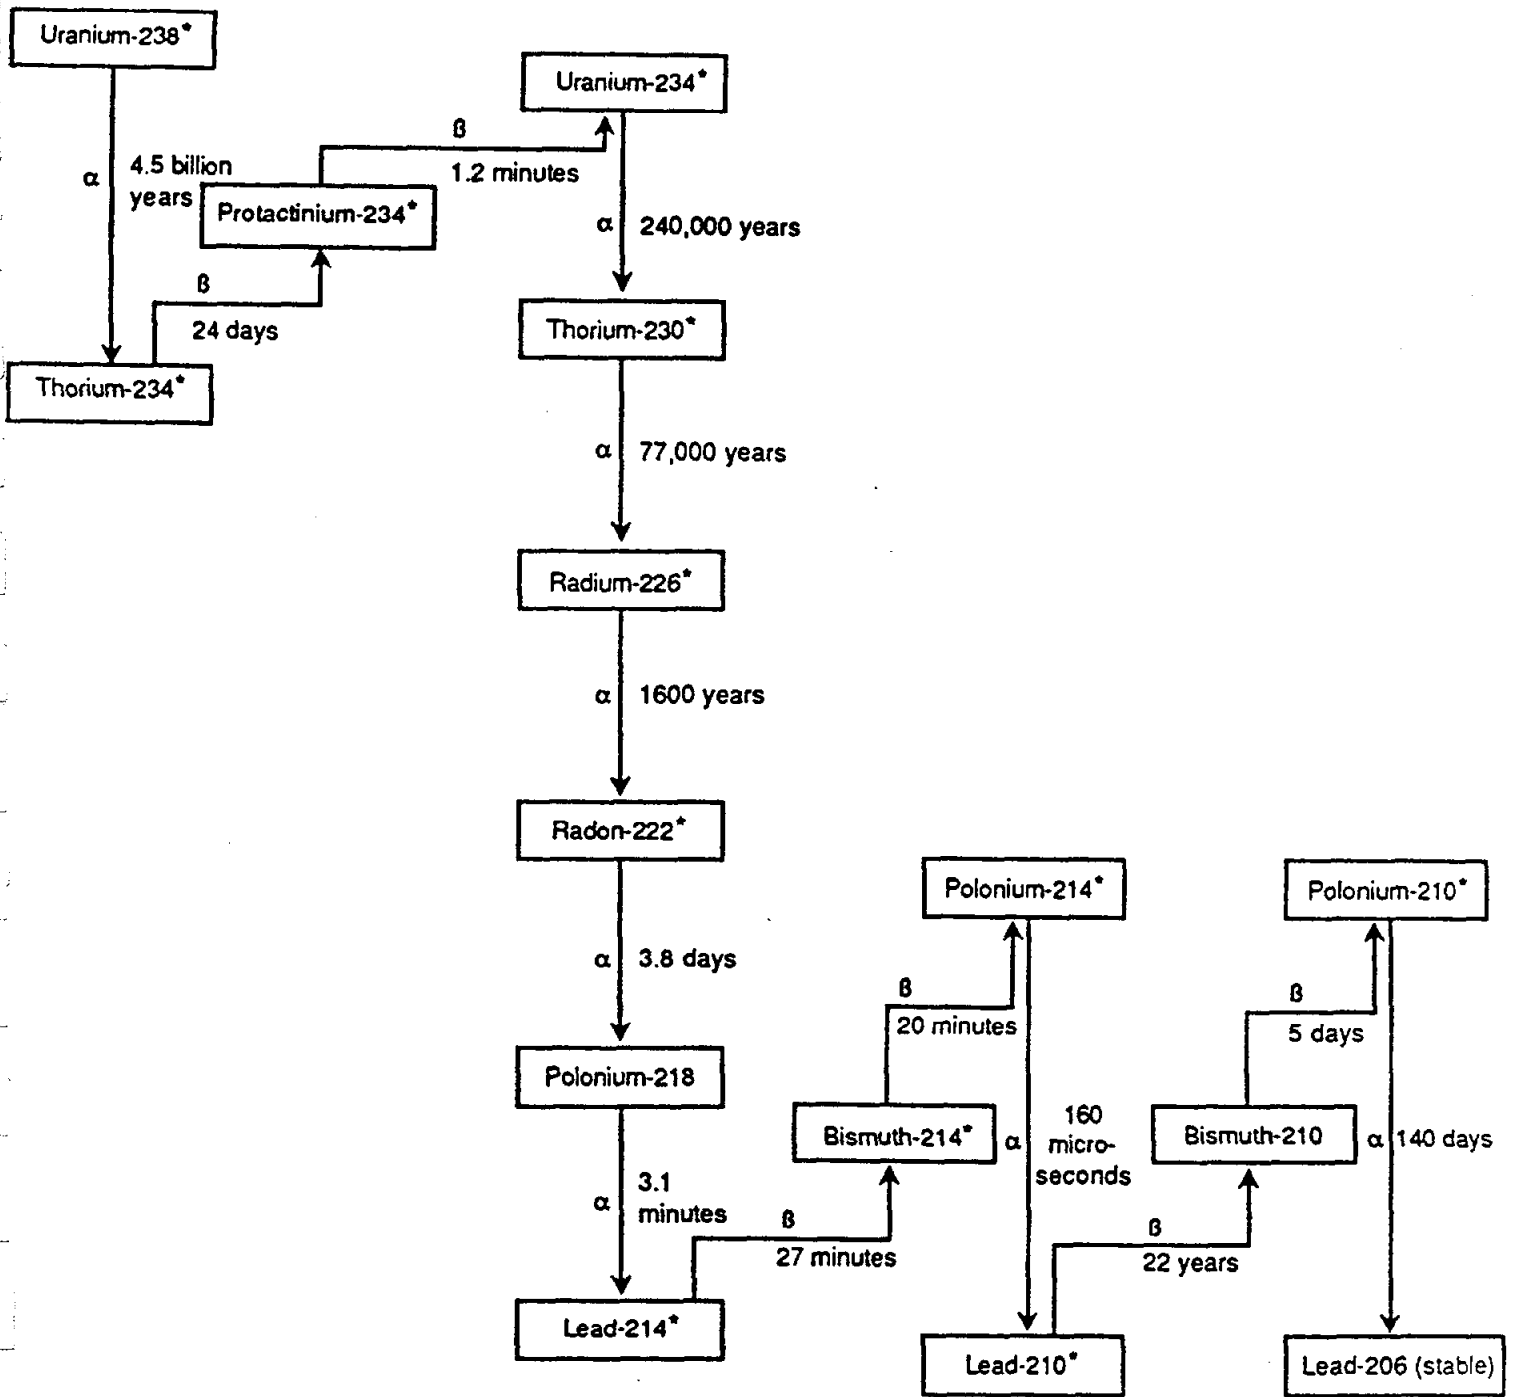 Uranium-238*
α
4.5 billion
years
Thorium-234*
β
24 days
Protactinium-234*
β
1.2 minutes
Uranium-234*
α 240,000 years
Thorium-230*
α 77,000 years
Radium-226*
α 1600 years
Radon-222*
α 3.8 days
Polonium-218
α
3.1
minutes
Lead-214*
β
27 minutes
Bismuth-214*
β
20 minutes
Polonium-214*
α
160
micro-
seconds
Lead-210*
β
22 years
Bismuth-210
β
5 days
Polonium-210*
α 140 days
Lead-206 (stable)